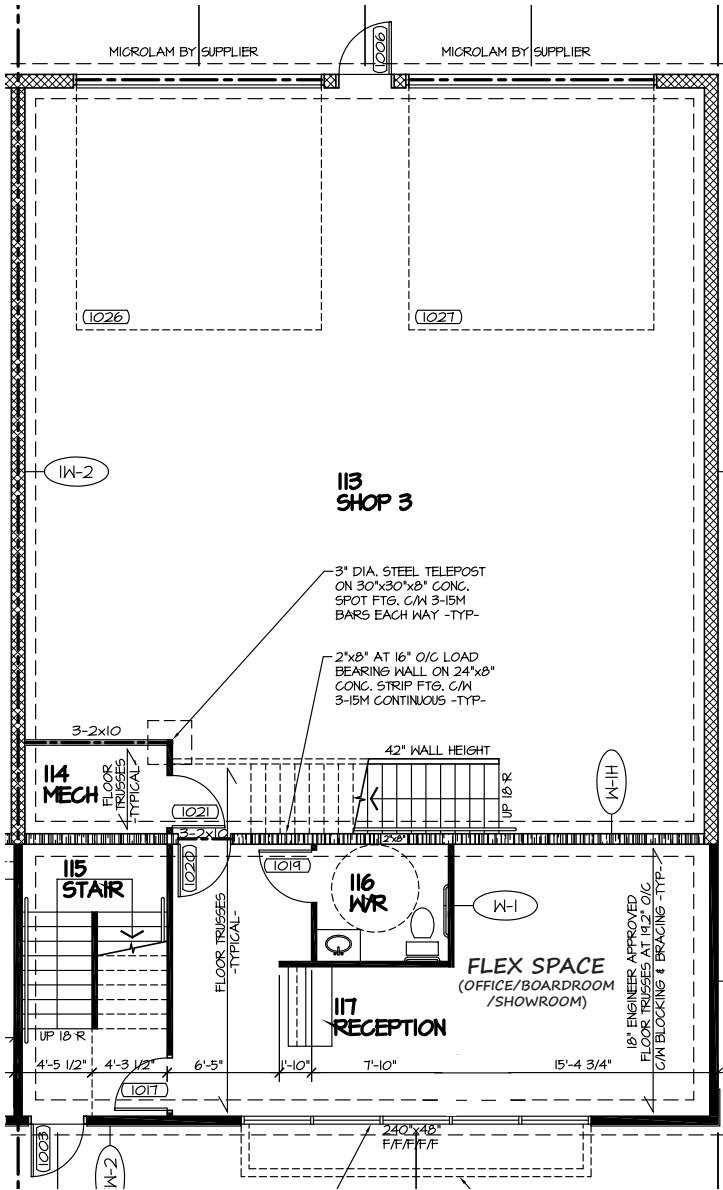 MICROLAM BY SUPPLIER
1006
MICROLAM BY SUPPLIER
1026
1027
1W-2
113
SHOP 3
3" DIA. STEEL TELEPOST
ON 30"x30"x8" CONC.
SPOT FTG. C/W 3-15M
BARS EACH WAY -TYP-
2"x8" AT 16" O/C LOAD
BEARING WALL ON 24"x8"
CONC. STRIP FTG. C/W
3-15M CONTINUOUS -TYP-
3-2x10
42" WALL HEIGHT
114
MECH
FLOOR
TRUSSES
-TYPICAL-
1021
UP 18 R
HI-M
3-2x10
2"x8"
1020
1019
115
STAIR
116
W/R
W-1
FLOOR TRUSSES
-TYPICAL-
FLEX SPACE
(OFFICE/BOARDROOM
/SHOWROOM)
18" ENGINEER APPROVED
FLOOR TRUSSES AT 19.2" O/C
C/W BLOCKING & BRACING -TYP-
117
RECEPTION
UP 18 R
4'-5 1/2"
4'-3 1/2"
6'-5"
1'-10"
7'-10"
15'-4 3/4"
1017
1003
240"x48"
F/F/F/F/F
W-2